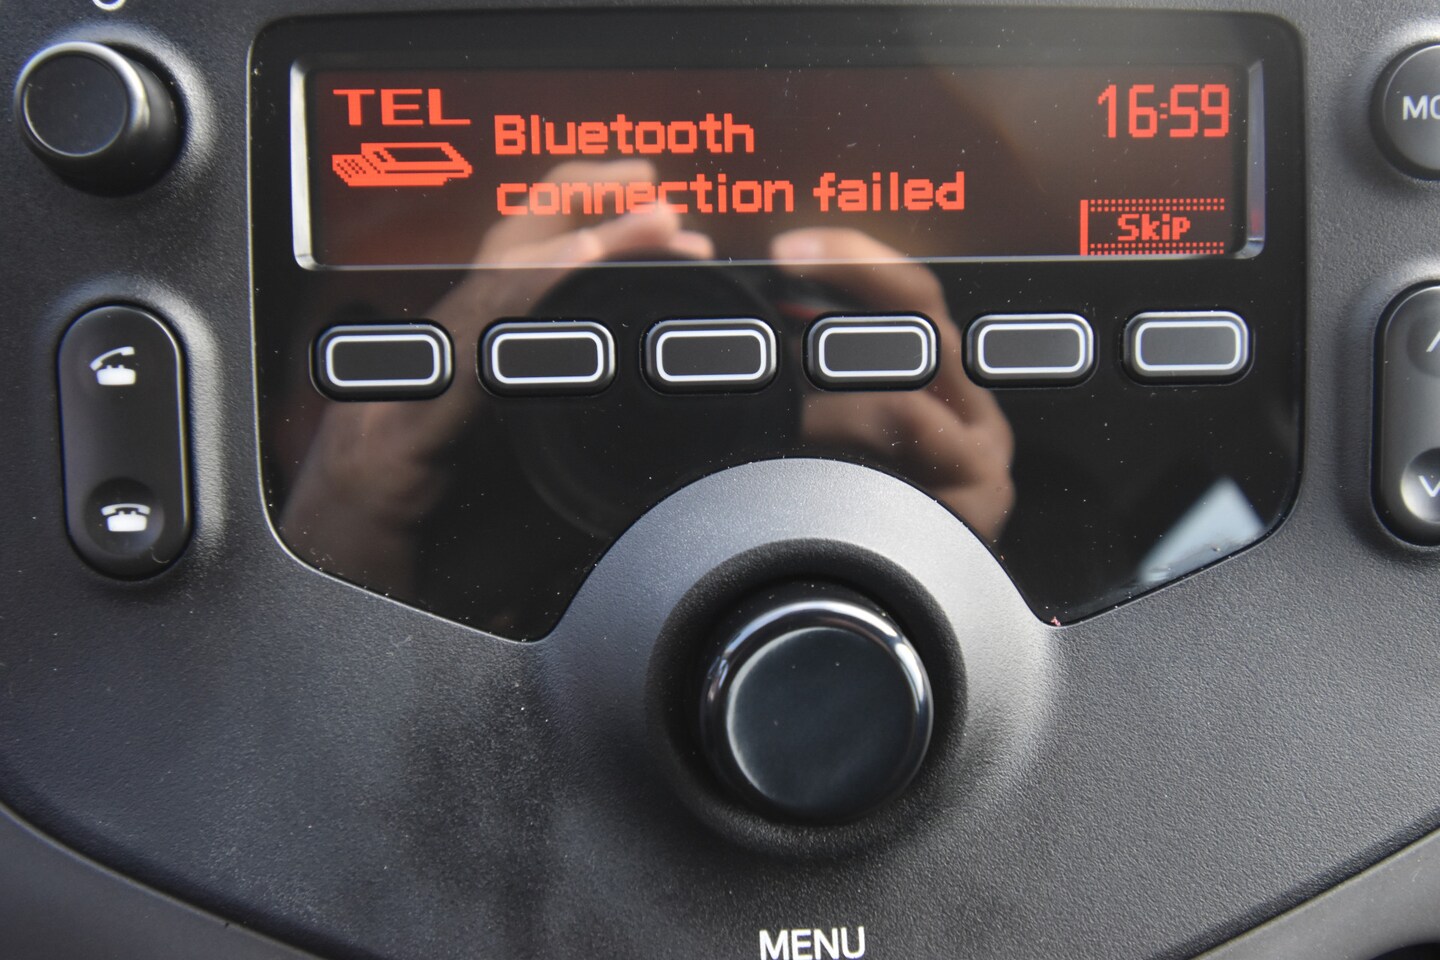 TEL
16:59
Bluetooth
connection failed
Skip
MENU